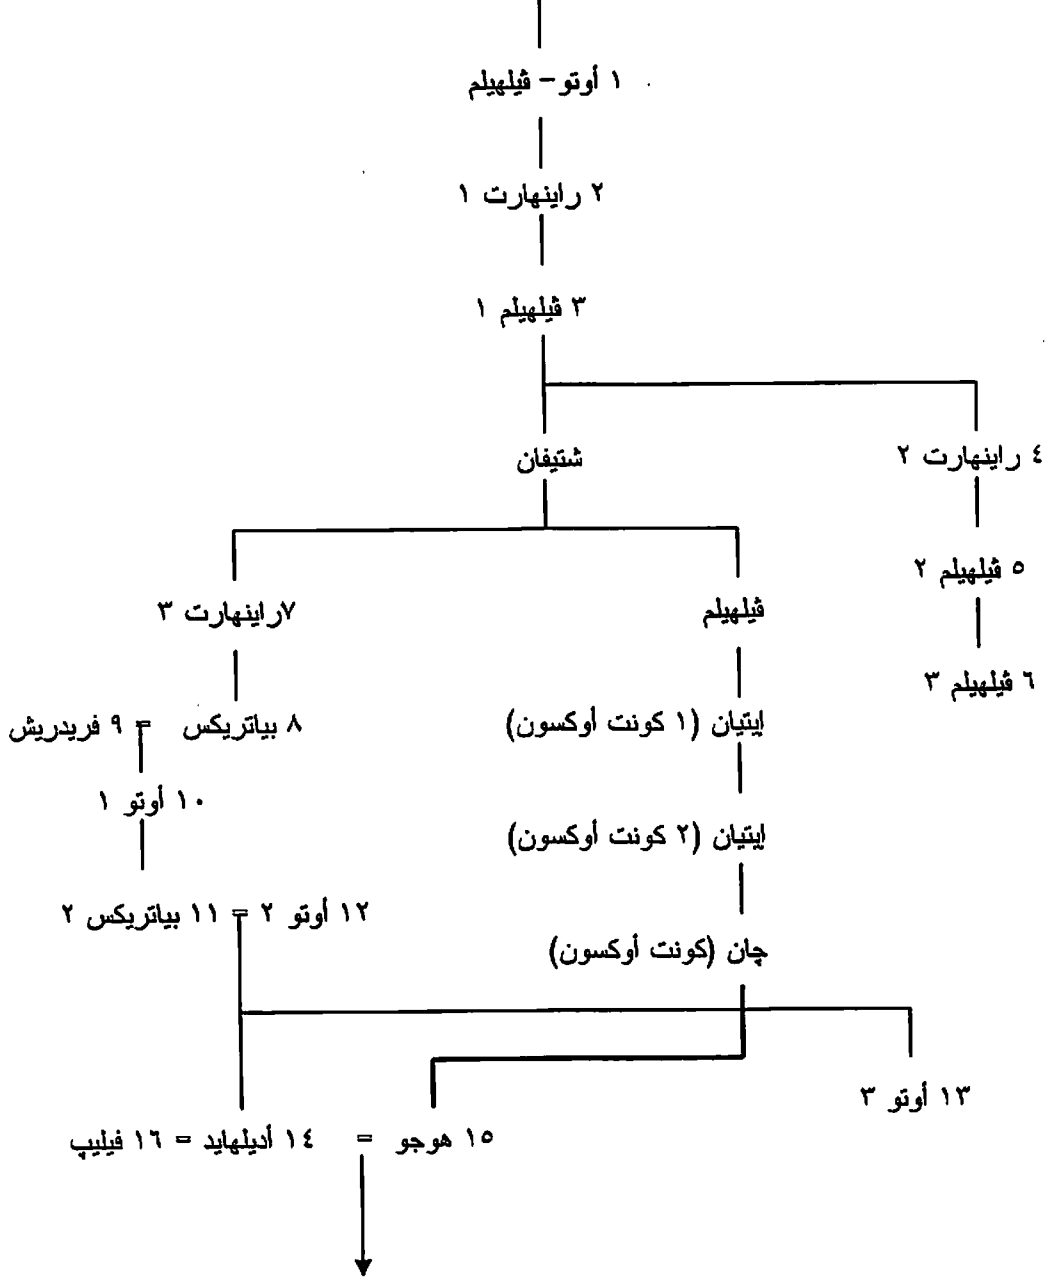 ١ أوتو – ڤيلهيلم
٢ راينهارت ١
٣ ڤيلهيلم ١
٤ راينهارت ٢
شتيفان
٥ ڤيلهيلم ٢
ڤيلهيلم
٧راينهارت ٣
٦ ڤيلهيلم ٣
إيتيان (١ كونت أوكسون)
٨ بياتريكس = ٩ فريدريش
١٠ أوتو ١
إيتيان (٢ كونت أوكسون)
١٢ أوتو ٢ = ١١ بياتريكس ٢
چان (كونت أوكسون)
١٣ أوتو ٣
١٥ هوجو = ١٤ أديلهايد = ١٦ فيليپ